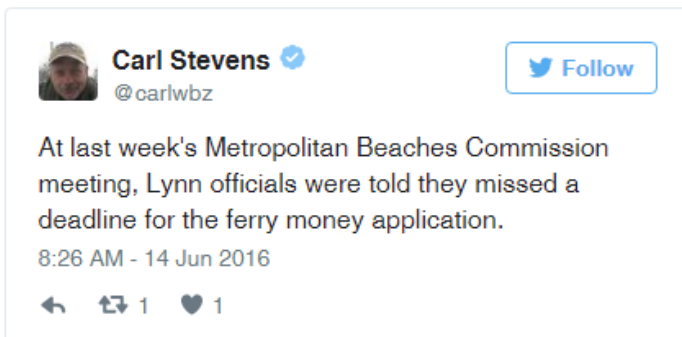 Carl Stevens
@carlwbz
Follow
At last week's Metropolitan Beaches Commission
meeting, Lynn officials were told they missed a
deadline for the ferry money application.
8:26 AM - 14 Jun 2016
1 1